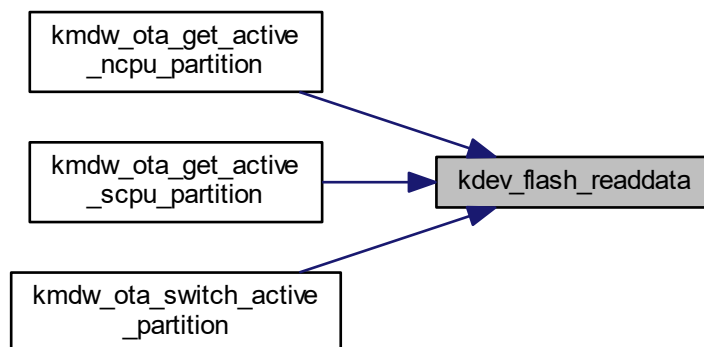 kmdw_ota_get_active
_ncpu_partition
kmdw_ota_get_active
_scpu_partition
kdev_flash_readdata
kmdw_ota_switch_active
_partition